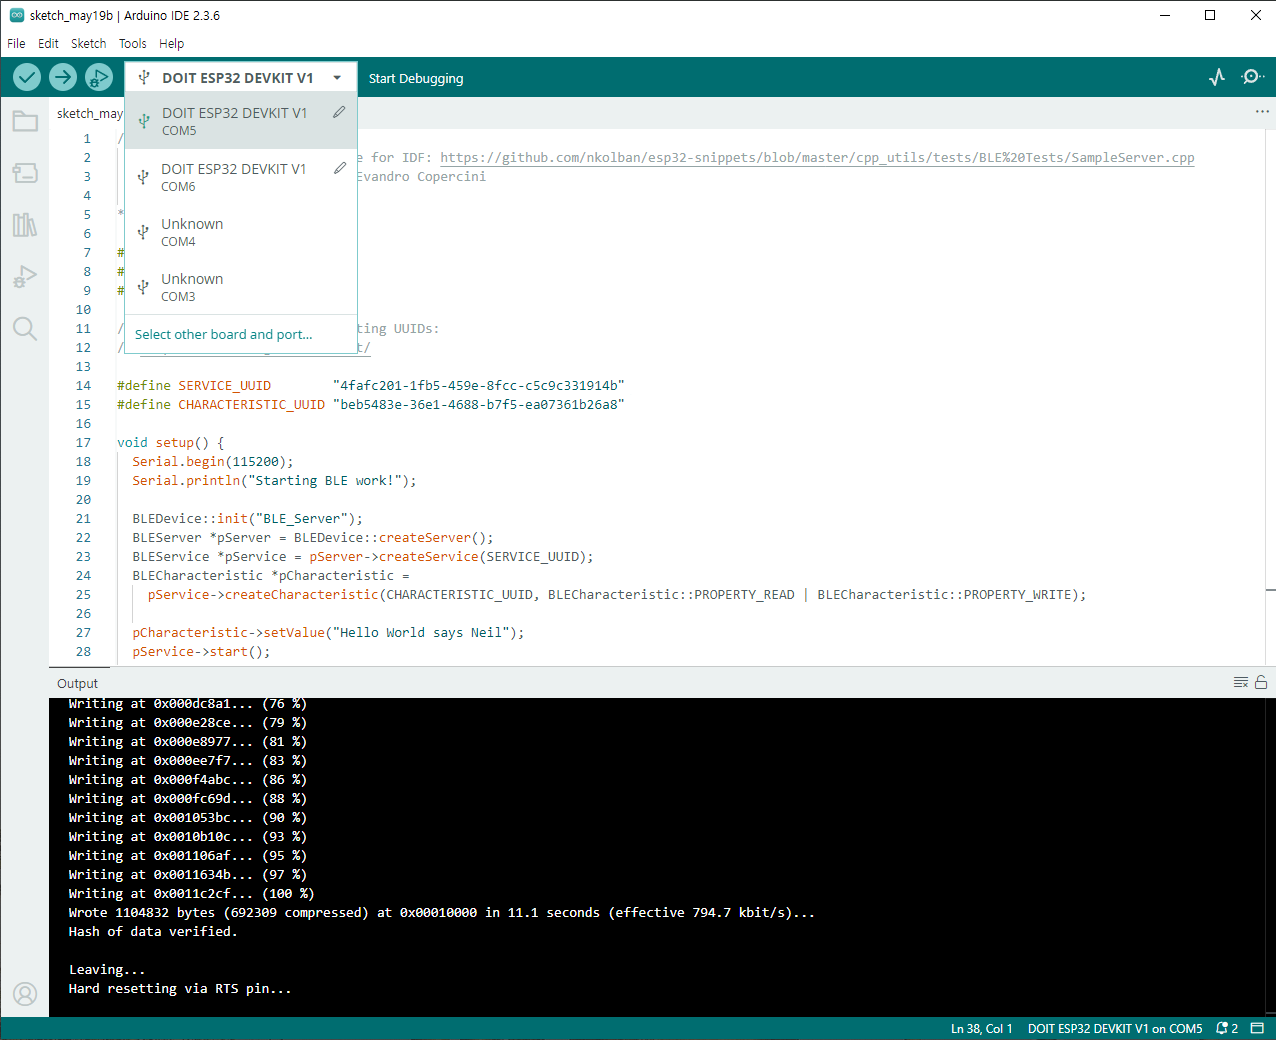 sketch_may19b | Arduino IDE 2.3.6
File Edit Sketch Tools Help
DOIT ESP32 DEVKIT V1
Start Debugging
sketch_may
DOIT ESP32 DEVKIT V1
COM5
DOIT ESP32 DEVKIT V1
COM6
Unknown
COM4
Unknown
COM3
Select other board and port...
1 /
2 e for IDF: https://github.com/nkolban/esp32-snippets/blob/master/cpp_utils/tests/BLE%20Tests/SampleServer.cpp
3 Evandro Copercini
4
5 *
6
7 #
8 #
9 #
10
11 / ting UUIDs:
12 / t/
13
14 #define SERVICE_UUID        "4fafc201-1fb5-459e-8fcc-c5c9c331914b"
15 #define CHARACTERISTIC_UUID "beb5483e-36e1-4688-b7f5-ea07361b26a8"
16
17 void setup() {
18   Serial.begin(115200);
19   Serial.println("Starting BLE work!");
20
21   BLEDevice::init("BLE_Server");
22   BLEServer *pServer = BLEDevice::createServer();
23   BLEService *pService = pServer->createService(SERVICE_UUID);
24   BLECharacteristic *pCharacteristic =
25     pService->createCharacteristic(CHARACTERISTIC_UUID, BLECharacteristic::PROPERTY_READ | BLECharacteristic::PROPERTY_WRITE);
26
27   pCharacteristic->setValue("Hello World says Neil");
28   pService->start();
Output
Writing at 0x000dc8a1... (76 %)
Writing at 0x000e28ce... (79 %)
Writing at 0x000e8977... (81 %)
Writing at 0x000ee7f7... (83 %)
Writing at 0x000f4abc... (86 %)
Writing at 0x000fc69d... (88 %)
Writing at 0x001053bc... (90 %)
Writing at 0x0010b10c... (93 %)
Writing at 0x001106af... (95 %)
Writing at 0x0011634b... (97 %)
Writing at 0x0011c2cf... (100 %)
Wrote 1104832 bytes (692309 compressed) at 0x00010000 in 11.1 seconds (effective 794.7 kbit/s)...
Hash of data verified.

Leaving...
Hard resetting via RTS pin...
Ln 38, Col 1 DOIT ESP32 DEVKIT V1 on COM5 2